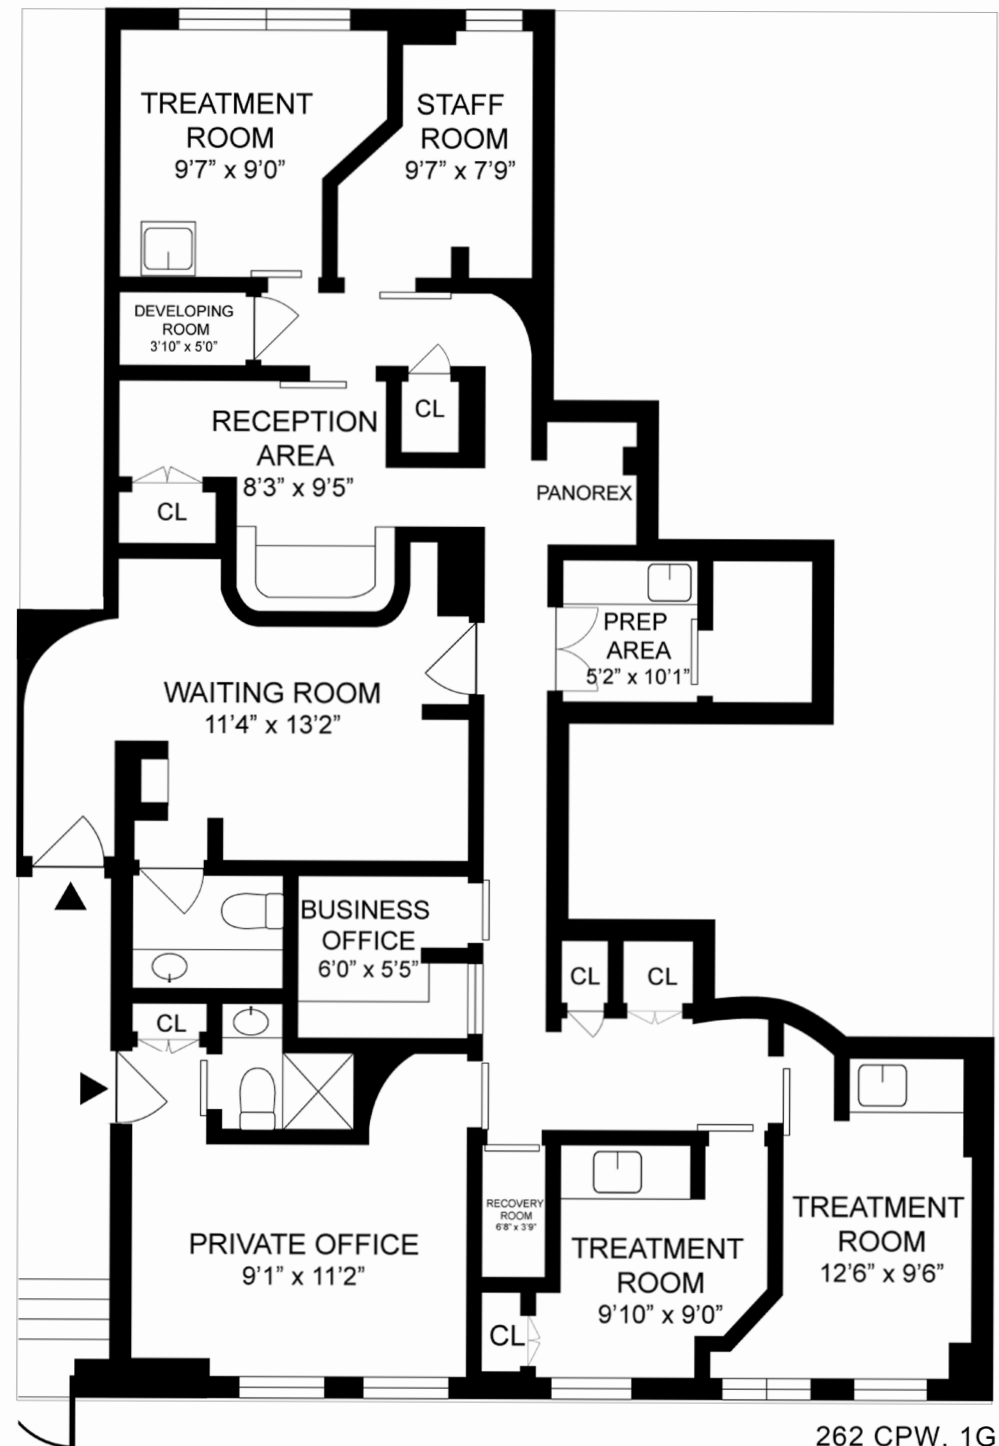 TREATMENT
ROOM
9’7” x 9’0”
STAFF
ROOM
9’7” x 7’9”
DEVELOPING
ROOM
3’10” x 5’0”
CL
RECEPTION
AREA
8’3” x 9’5”
CL
PANOREX
PREP
AREA
5’2” x 10’1”
WAITING ROOM
11’4” x 13’2”
BUSINESS
OFFICE
6’0” x 5’5”
CL
CL
CL
RECOVERY
ROOM
6’8” x 3’9”
TREATMENT
ROOM
12’6” x 9’6”
PRIVATE OFFICE
9’1” x 11’2”
TREATMENT
ROOM
9’10” x 9’0”
CL
262 CPW, 1G